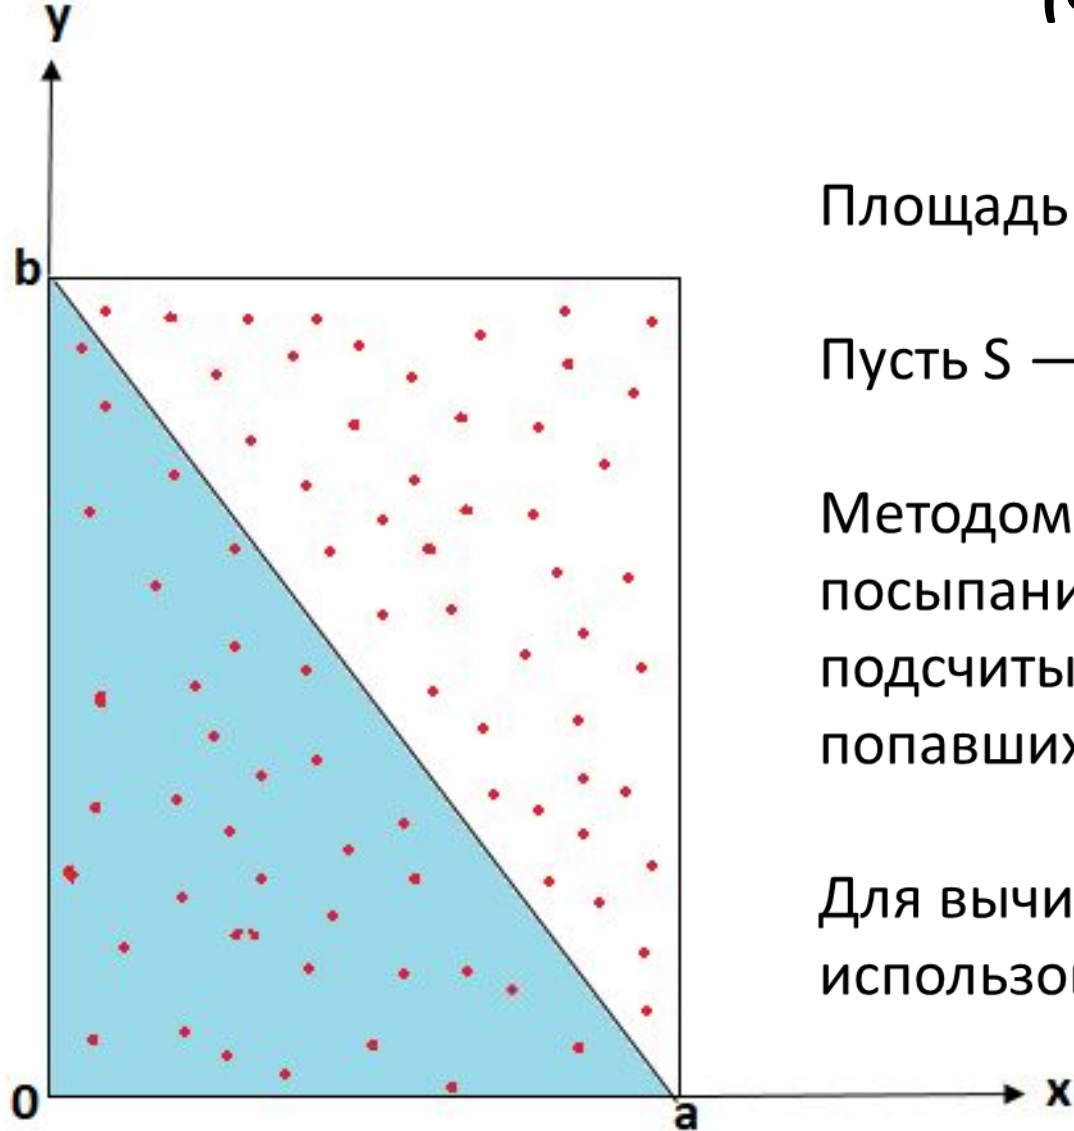 y
b
0
a
x
Площадь
Пусть S —
Методом
посыпани
подсчиты
попавших
Для вычи
использо